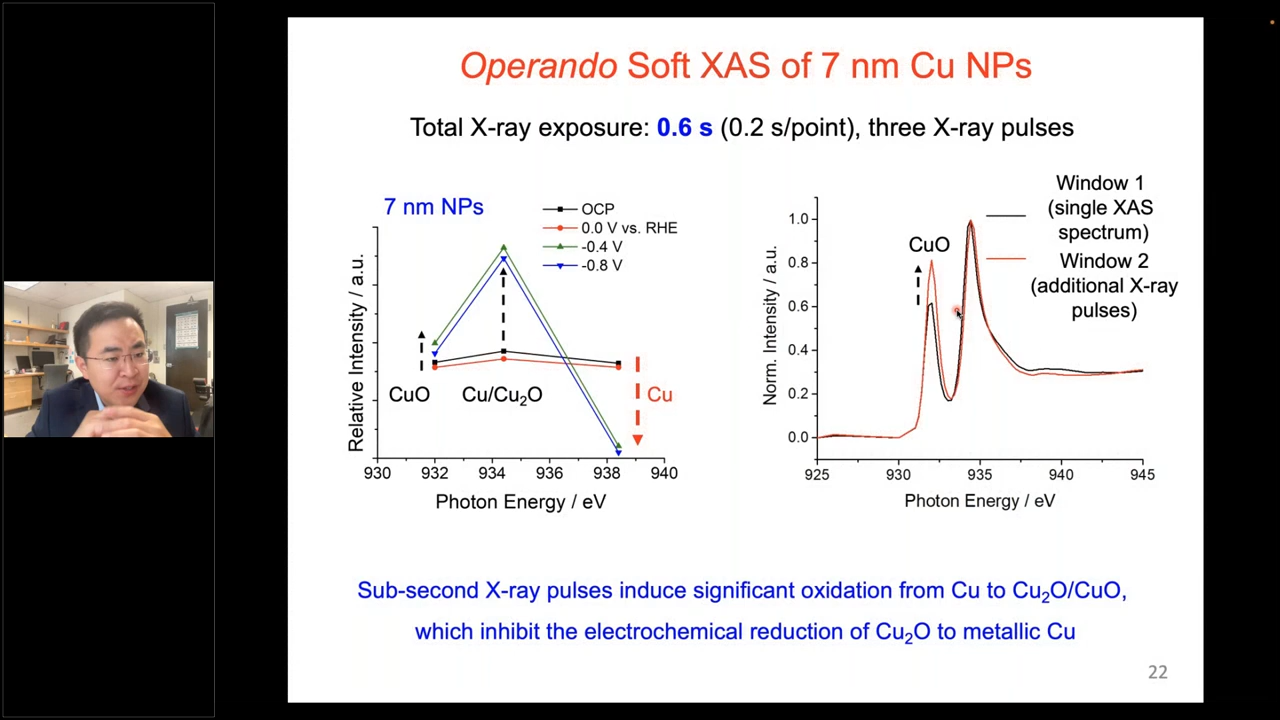 Operando Soft XAS of 7 nm Cu NPs
Total X-ray exposure: 0.6 s (0.2 s/point), three X-ray pulses
7 nm NPs
OCP
0.0 V vs. RHE
-0.4 V
-0.8 V
CuO
Cu/Cu₂O
Cu
Relative Intensity / a.u.
930 932 934 936 938 940
Photon Energy / eV
Window 1
(single XAS
spectrum)
Window 2
(additional X-ray
pulses)
CuO
Norm. Intensity / a.u.
1.0
0.8
0.6
0.4
0.2
0.0
925 930 935 940 945
Photon Energy / eV
Sub-second X-ray pulses induce significant oxidation from Cu to Cu₂O/CuO,
which inhibit the electrochemical reduction of Cu₂O to metallic Cu
22